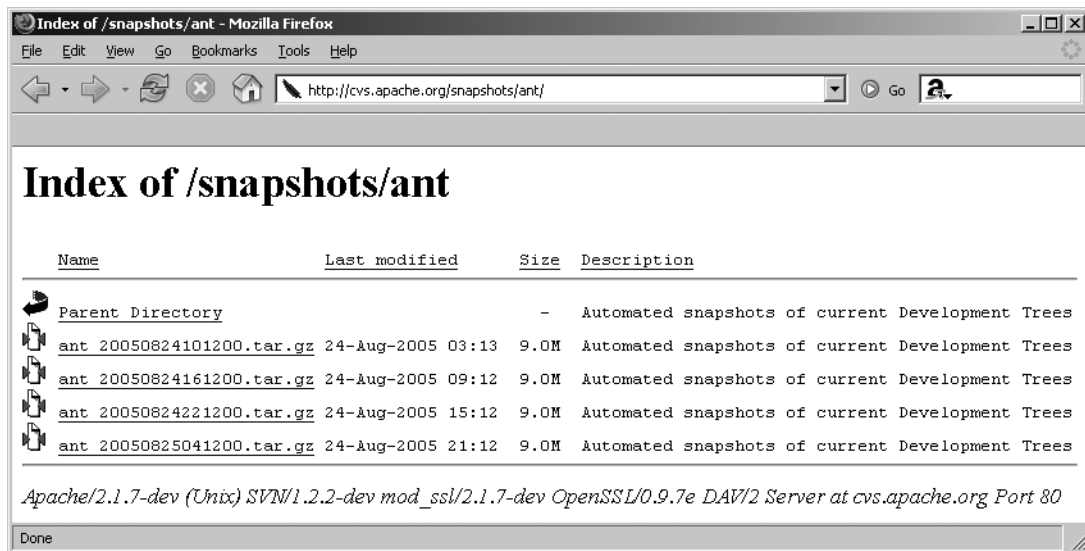 Index of /snapshots/ant - Mozilla Firefox
File Edit View Go Bookmarks Tools Help
http://cvs.apache.org/snapshots/ant/ Go a
Index of /snapshots/ant
Name Last modified Size Description
Parent Directory - Automated snapshots of current Development Trees
ant_20050824101200.tar.gz 24-Aug-2005 03:13 9.0M Automated snapshots of current Development Trees
ant_20050824161200.tar.gz 24-Aug-2005 09:12 9.0M Automated snapshots of current Development Trees
ant_20050824221200.tar.gz 24-Aug-2005 15:12 9.0M Automated snapshots of current Development Trees
ant_20050825041200.tar.gz 24-Aug-2005 21:12 9.0M Automated snapshots of current Development Trees
Apache/2.1.7-dev (Unix) SVN/1.2.2-dev mod_ssl/2.1.7-dev OpenSSL/0.9.7e DAV/2 Server at cvs.apache.org Port 80
Done